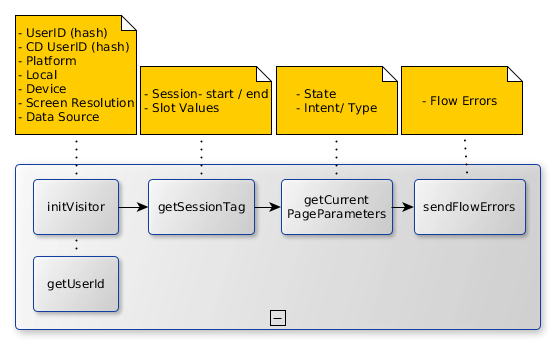 - UserID (hash)
- CD UserID (hash)
- Platform
- Local
- Device
- Screen Resolution
- Data Source
- Session- start / end
- Slot Values
- State
- Intent/ Type
- Flow Errors
initVisitor
getSessionTag
getCurrent
PageParameters
sendFlowErrors
getUserId